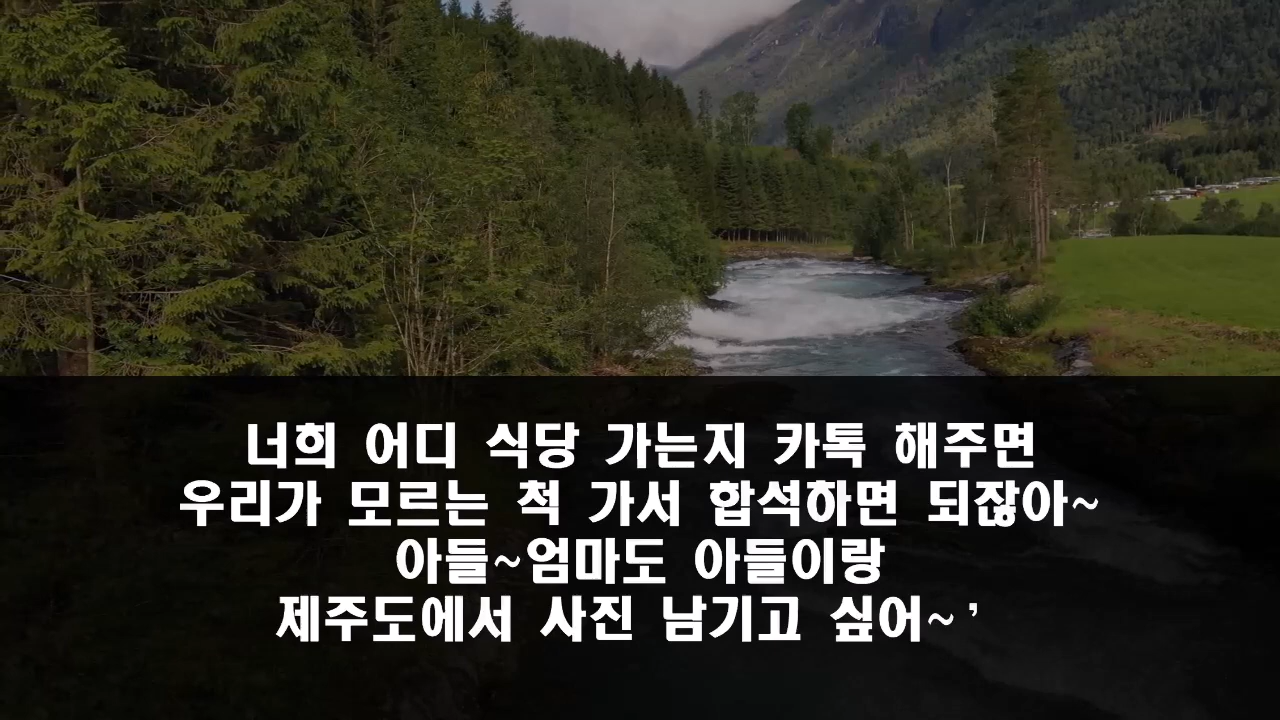 너희 어디 식당 가는지 카톡 해주면
우리가 모르는 척 가서 합석하면 되잖아~
아들~엄마도 아들이랑
제주도에서 사진 남기고 싶어~’